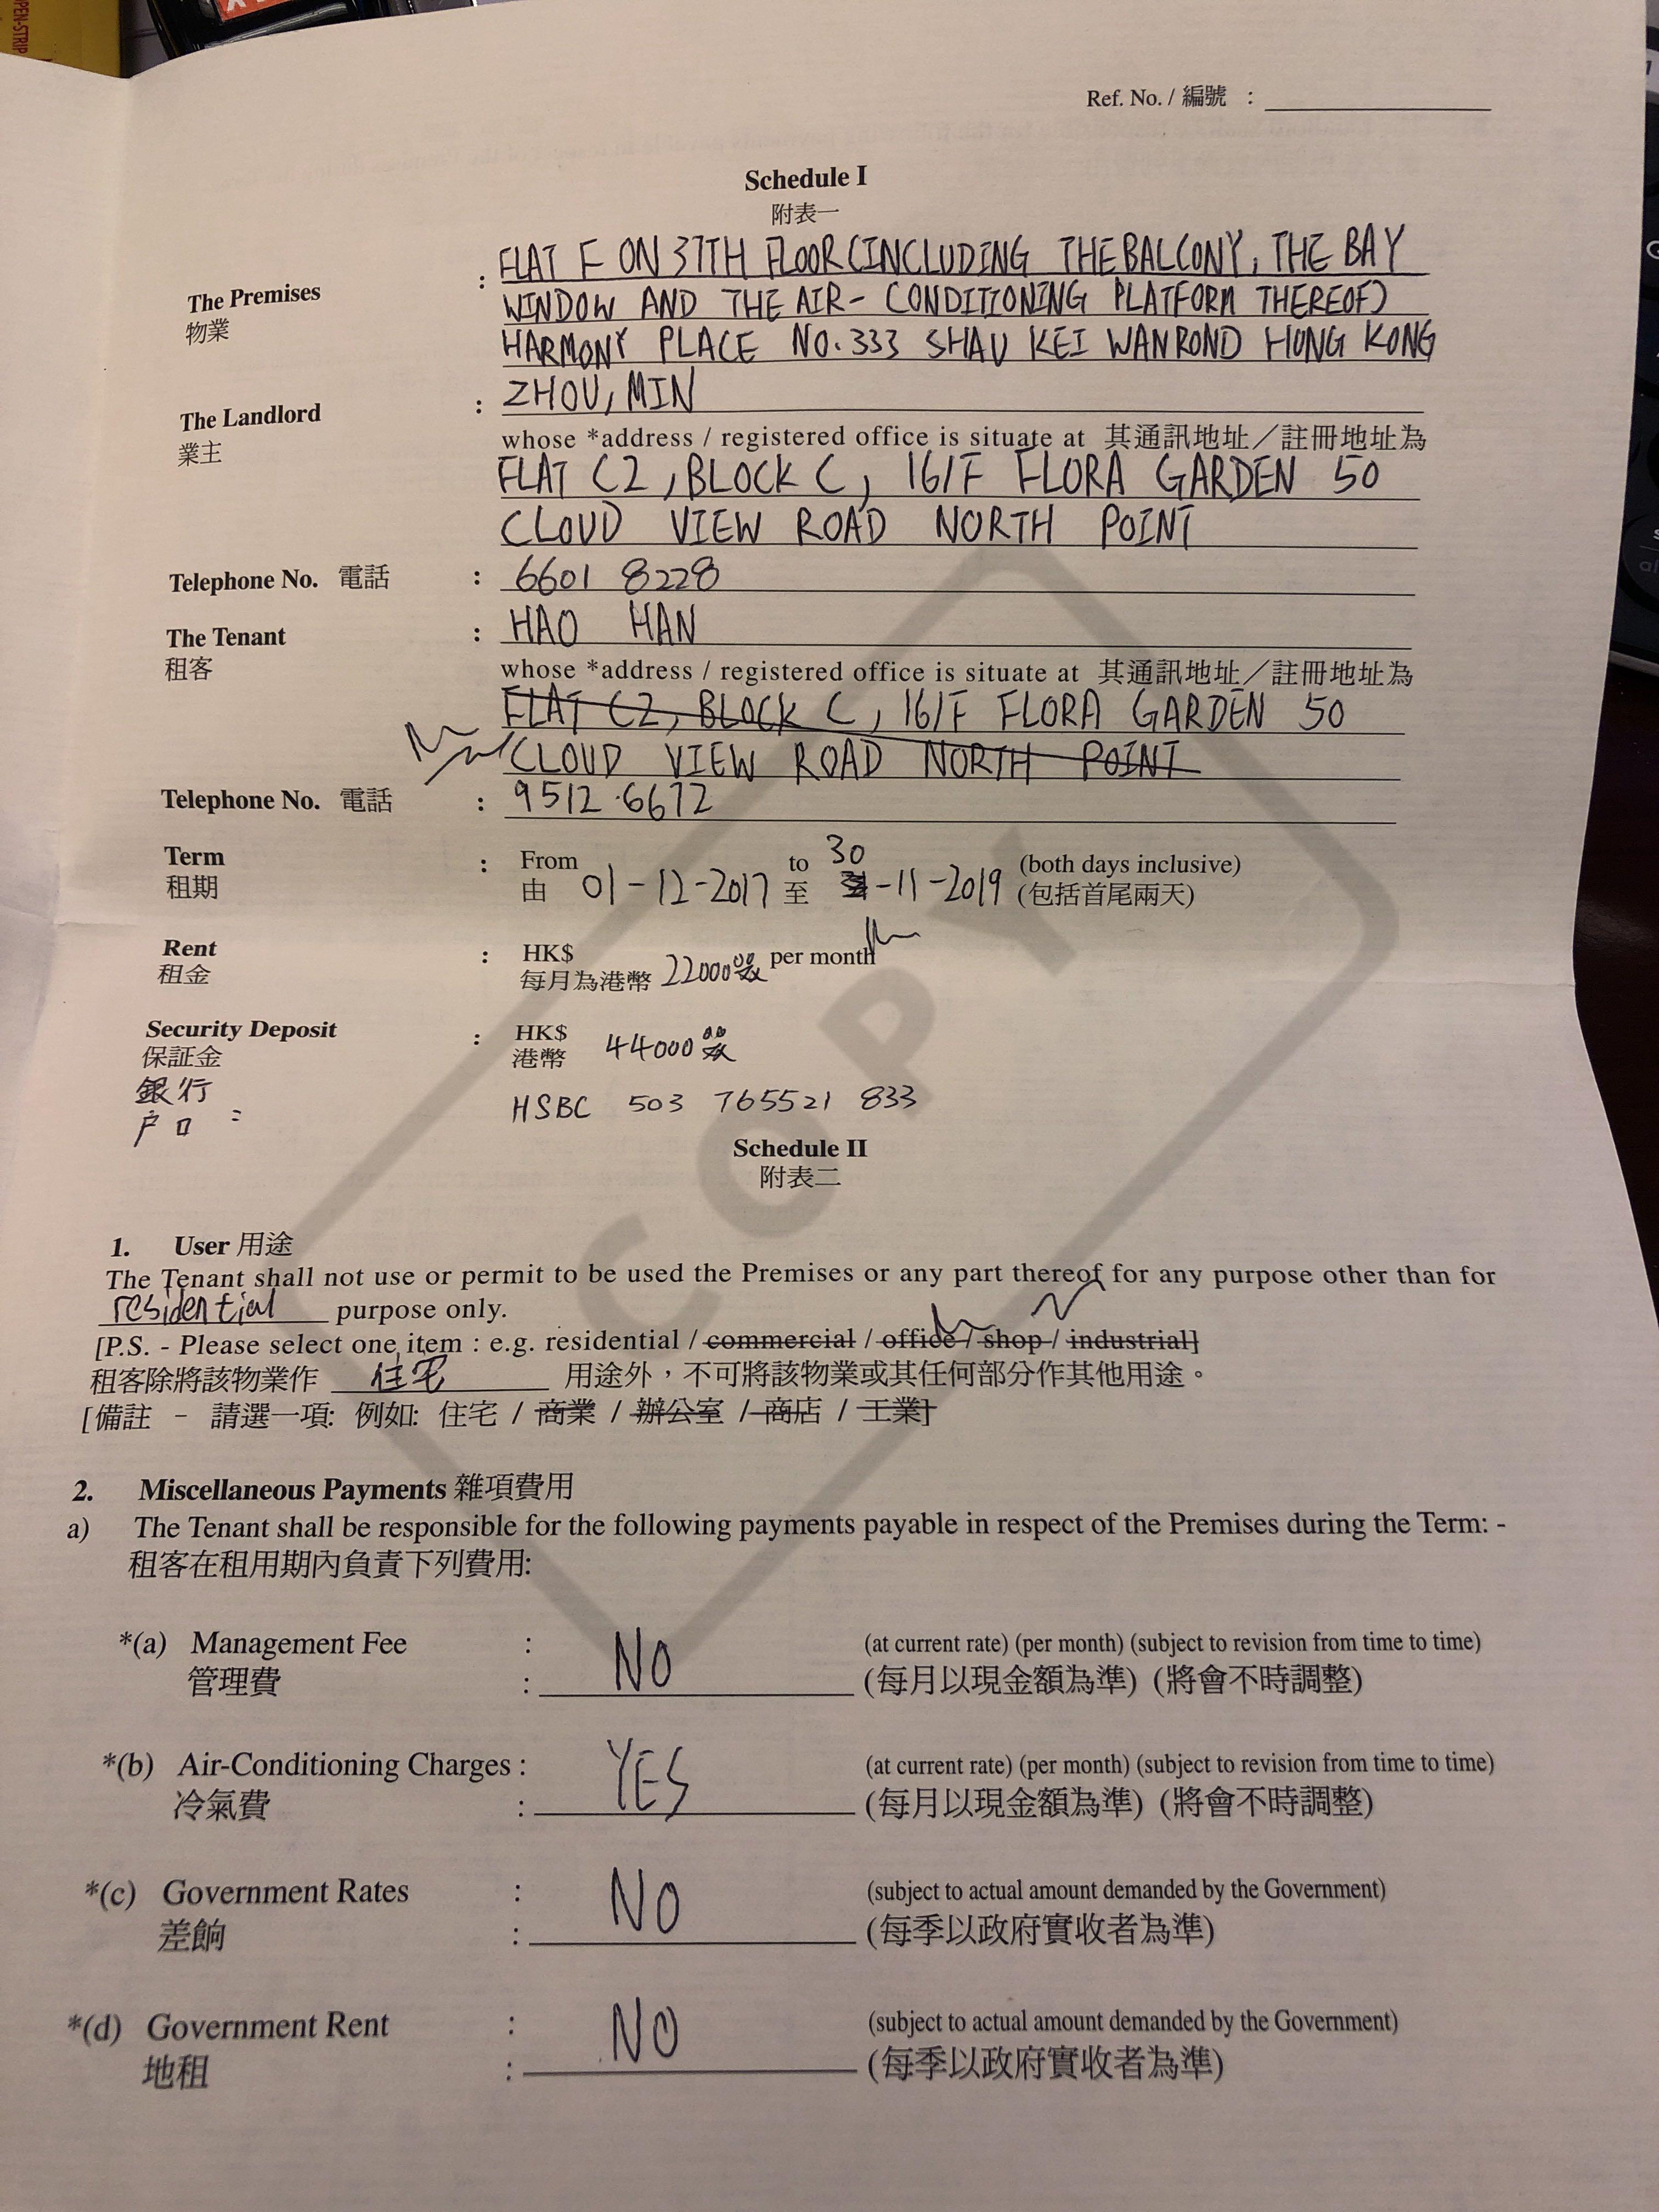 PEN-STRIP
Ref. No. / 編號 :
Schedule I
附表一
The Premises
物業
: FLAT F ON 37TH FLOOR (INCLUDING THE BALCONY, THE BAY
WINDOW AND THE AIR- CONDITIONING PLATFORM THEREOF)
HARMONY PLACE NO. 333 SHAU KEI WAN ROND HONG KONG
The Landlord
業主
: ZHOU, MIN
whose *address / registered office is situate at 其通訊地址／註冊地址為
FLAT C2, BLOCK C, 16/F FLORA GARDEN 50
CLOUD VIEW ROAD NORTH POINT
Telephone No. 電話 : 6601 8228
The Tenant
租客
: HAO HAN
whose *address / registered office is situate at 其通訊地址／註冊地址為
FLAT C2, BLOCK C, 16/F FLORA GARDEN 50
CLOUD VIEW ROAD NORTH POINT
Telephone No. 電話 : 9512 6672
Term
租期
: From 由 01-12-2017 to 至 30 -11-2019 (both days inclusive)
(包括首尾兩天)
Rent
租金
: HK$ per month
每月為港幣 22000
Security Deposit
保証金
: HK$
港幣 44000
銀行
户口 : HSBC 503 765521 833
Schedule II
附表二
1. User 用途
The Tenant shall not use or permit to be used the Premises or any part thereof for any purpose other than for
residential purpose only.
[P.S. - Please select one item : e.g. residential / commercial / office / shop / industrial]
租客除將該物業作 住宅 用途外，不可將該物業或其任何部分作其他用途。
[備註 - 請選一項: 例如: 住宅 / 商業 / 辦公室 / 商店 / 工業]
2. Miscellaneous Payments 雜項費用
a) The Tenant shall be responsible for the following payments payable in respect of the Premises during the Term: -
租客在租用期內負責下列費用:
*(a) Management Fee : NO (at current rate) (per month) (subject to revision from time to time)
管理費 : (每月以現金額為準) (將會不時調整)
*(b) Air-Conditioning Charges : YES (at current rate) (per month) (subject to revision from time to time)
冷氣費 : (每月以現金額為準) (將會不時調整)
*(c) Government Rates : NO (subject to actual amount demanded by the Government)
差餉 : (每季以政府實收者為準)
*(d) Government Rent : NO (subject to actual amount demanded by the Government)
地租 : (每季以政府實收者為準)
COPY